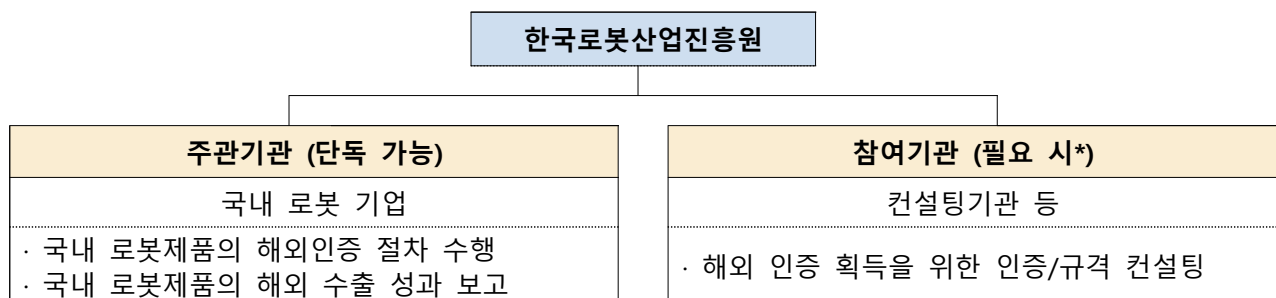 한국로봇산업진흥원
주관기관 (단독 가능)
국내 로봇 기업
· 국내 로봇제품의 해외인증 절차 수행
· 국내 로봇제품의 해외 수출 성과 보고
참여기관 (필요 시*)
컨설팅기관 등
· 해외 인증 획득을 위한 인증/규격 컨설팅